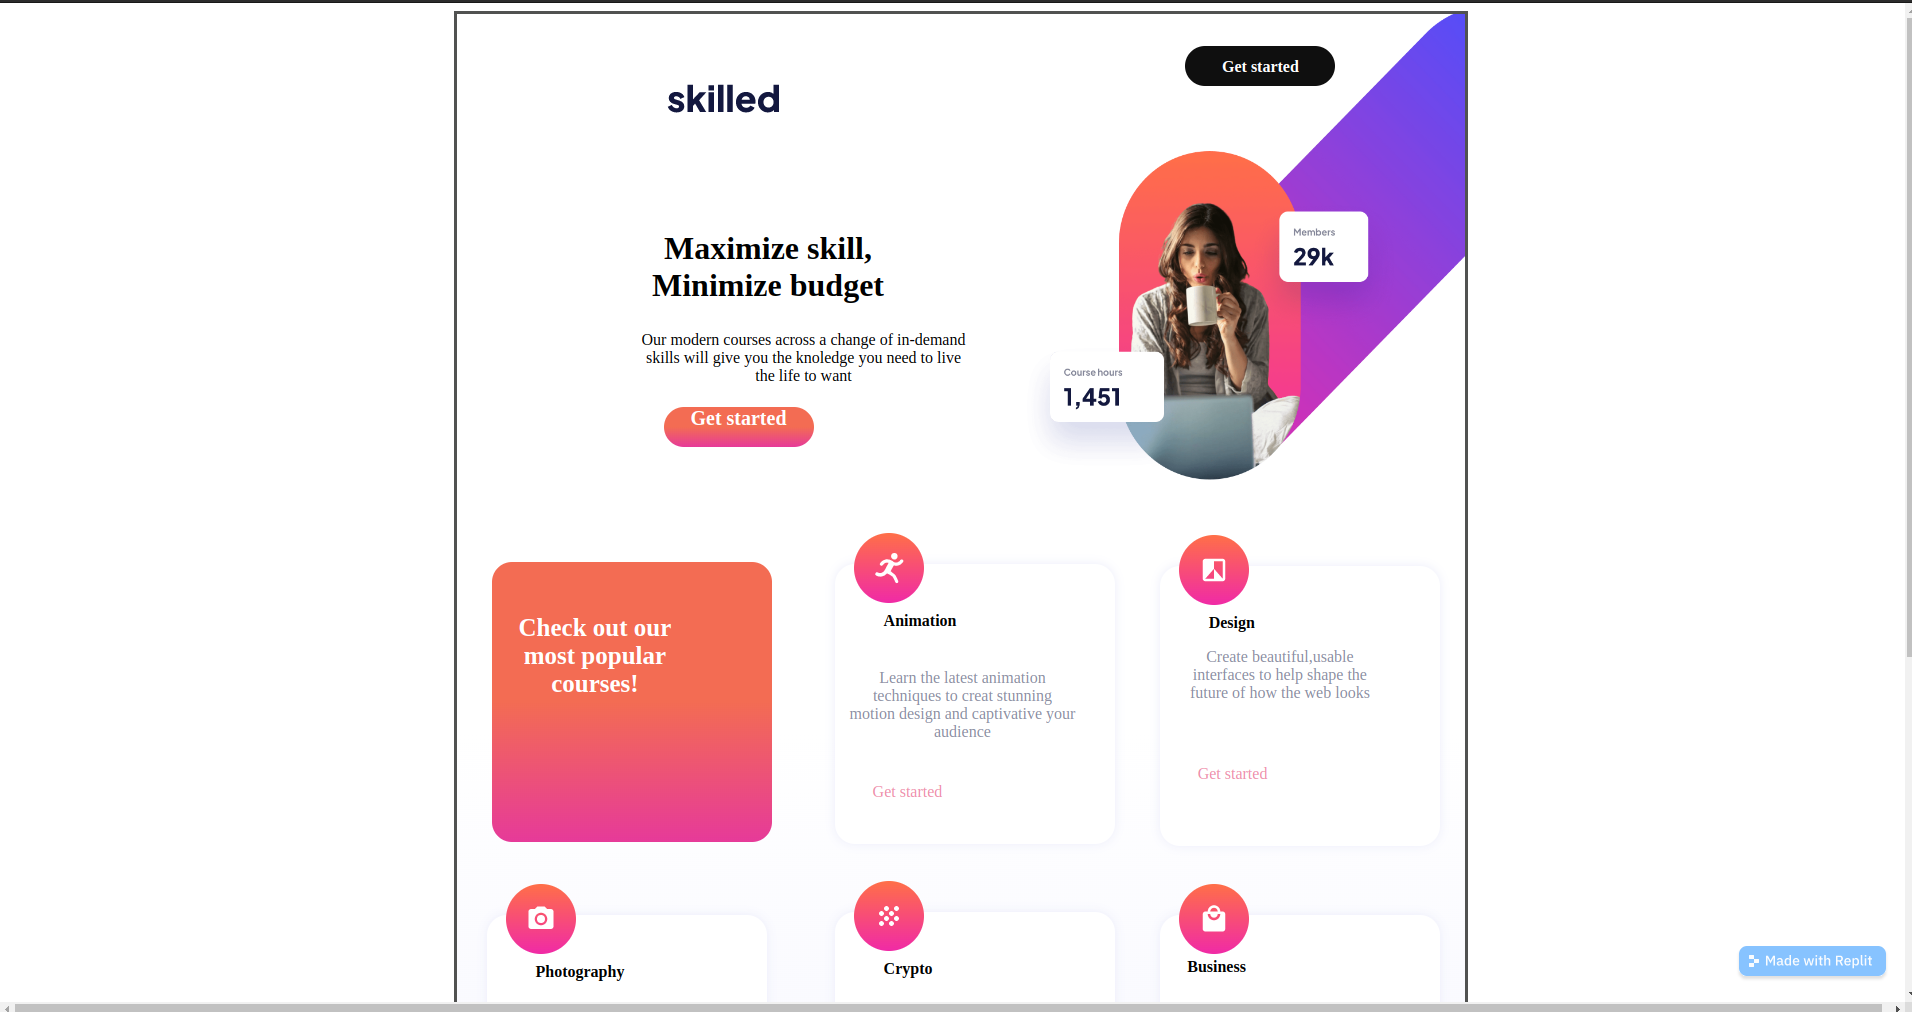 Get started
skilled
Members
29k
Maximize skill,
Minimize budget
Our modern courses across a change of in-demand
skills will give you the knoledge you need to live
the life to want
Course hours
1,451
Get started
Check out our
most popular
courses!
Animation
Learn the latest animation
techniques to creat stunning
motion design and captivative your
audience
Get started
Design
Create beautiful,usable
interfaces to help shape the
future of how the web looks
Get started
Photography
Crypto
Business
Made with Replit